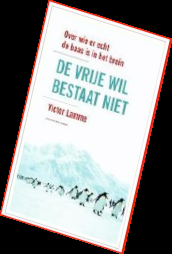 Over wie er echt
de baas is in het brein
DE VRIJE WIL
BESTAAT NIET
Victor Lamme